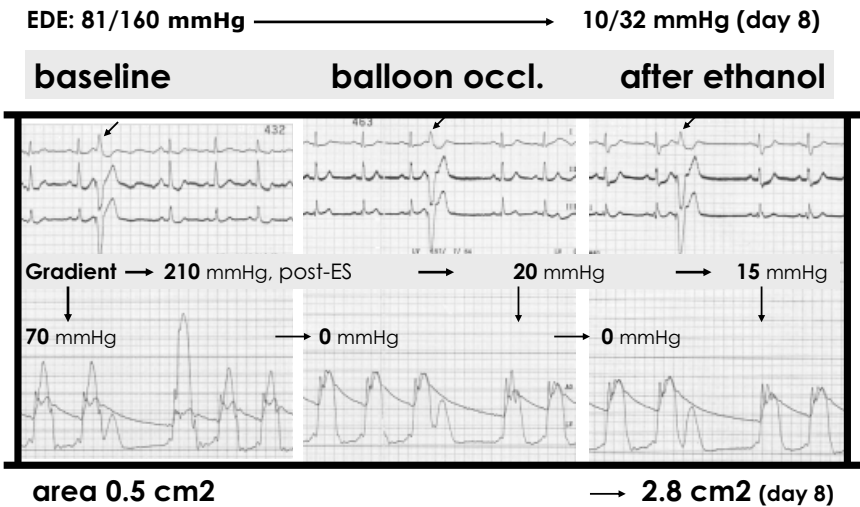 EDE: 81/160 mmHg 10/32 mmHg (day 8)
baseline balloon occl. after ethanol
432 463
Gradient 210 mmHg, post-ES 20 mmHg 15 mmHg
70 mmHg 0 mmHg 0 mmHg
area 0.5 cm2 2.8 cm2 (day 8)